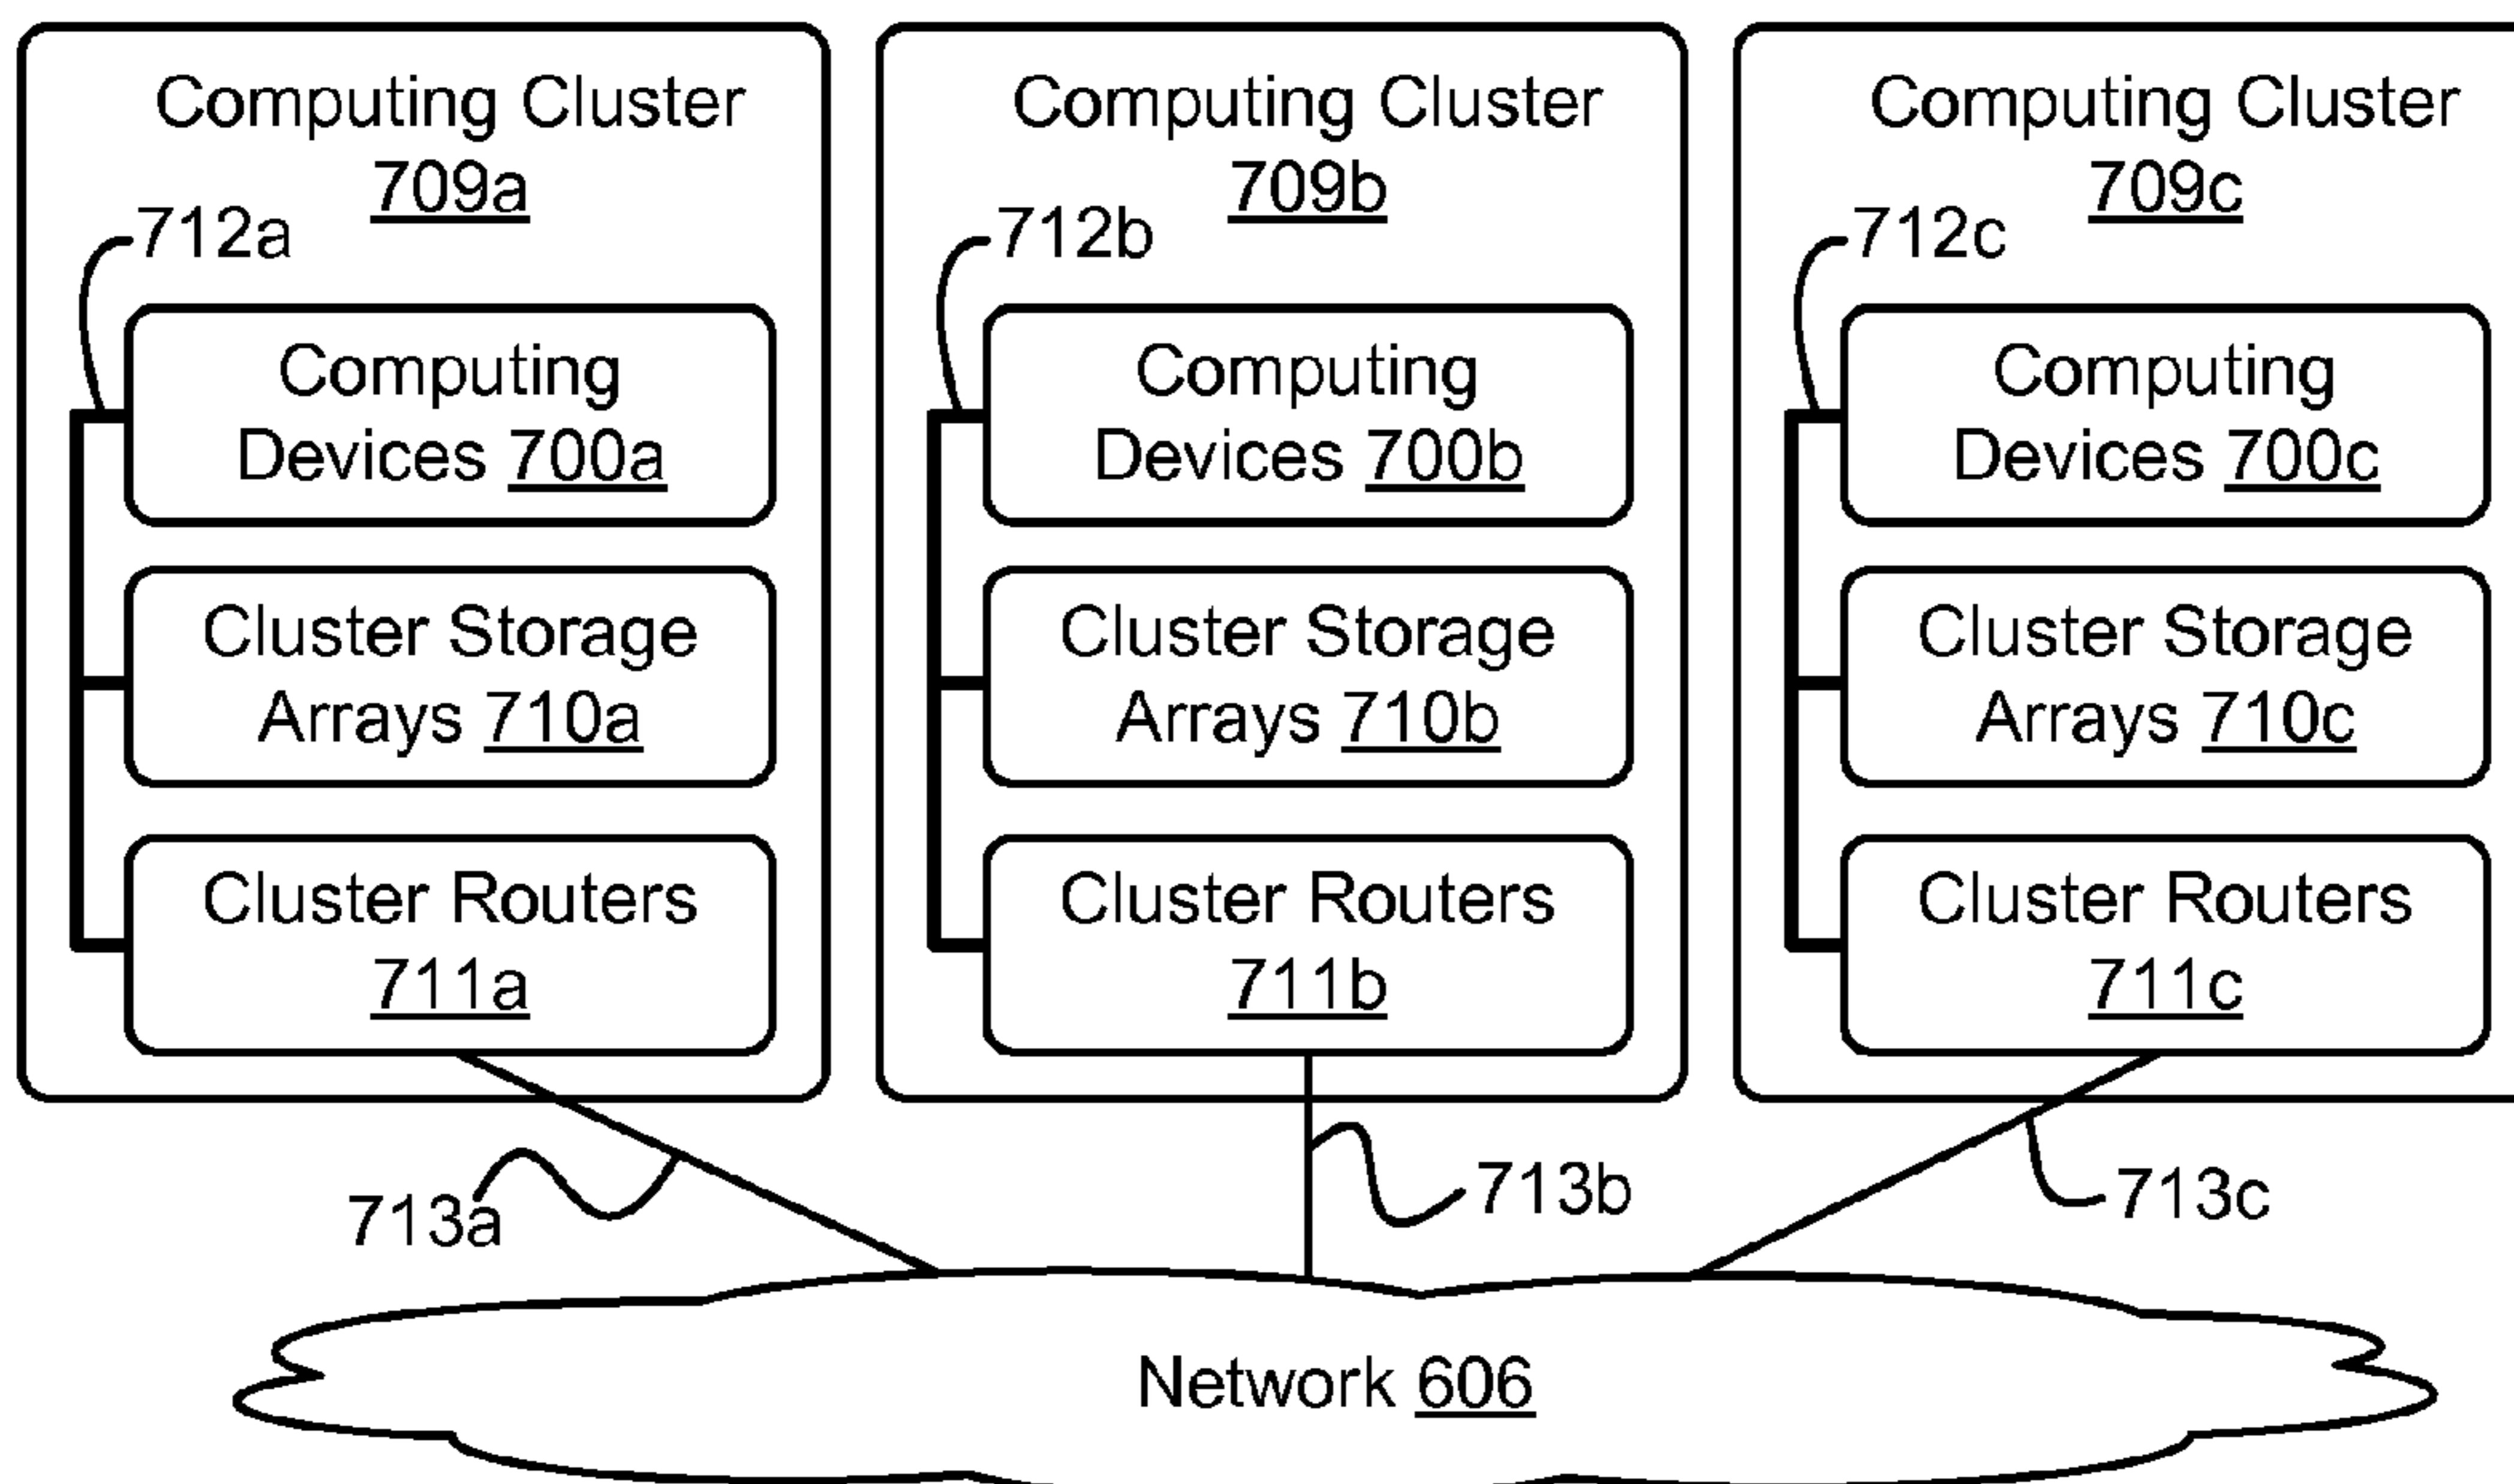 Computing Cluster
709a
712a
Computing
Devices 700a
Cluster Storage
Arrays 710a
Cluster Routers
711a
Computing Cluster
709b
712b
Computing
Devices 700b
Cluster Storage
Arrays 710b
Cluster Routers
711b
Computing Cluster
709c
712c
Computing
Devices 700c
Cluster Storage
Arrays 710c
Cluster Routers
711c
713a
713b
713c
Network 606